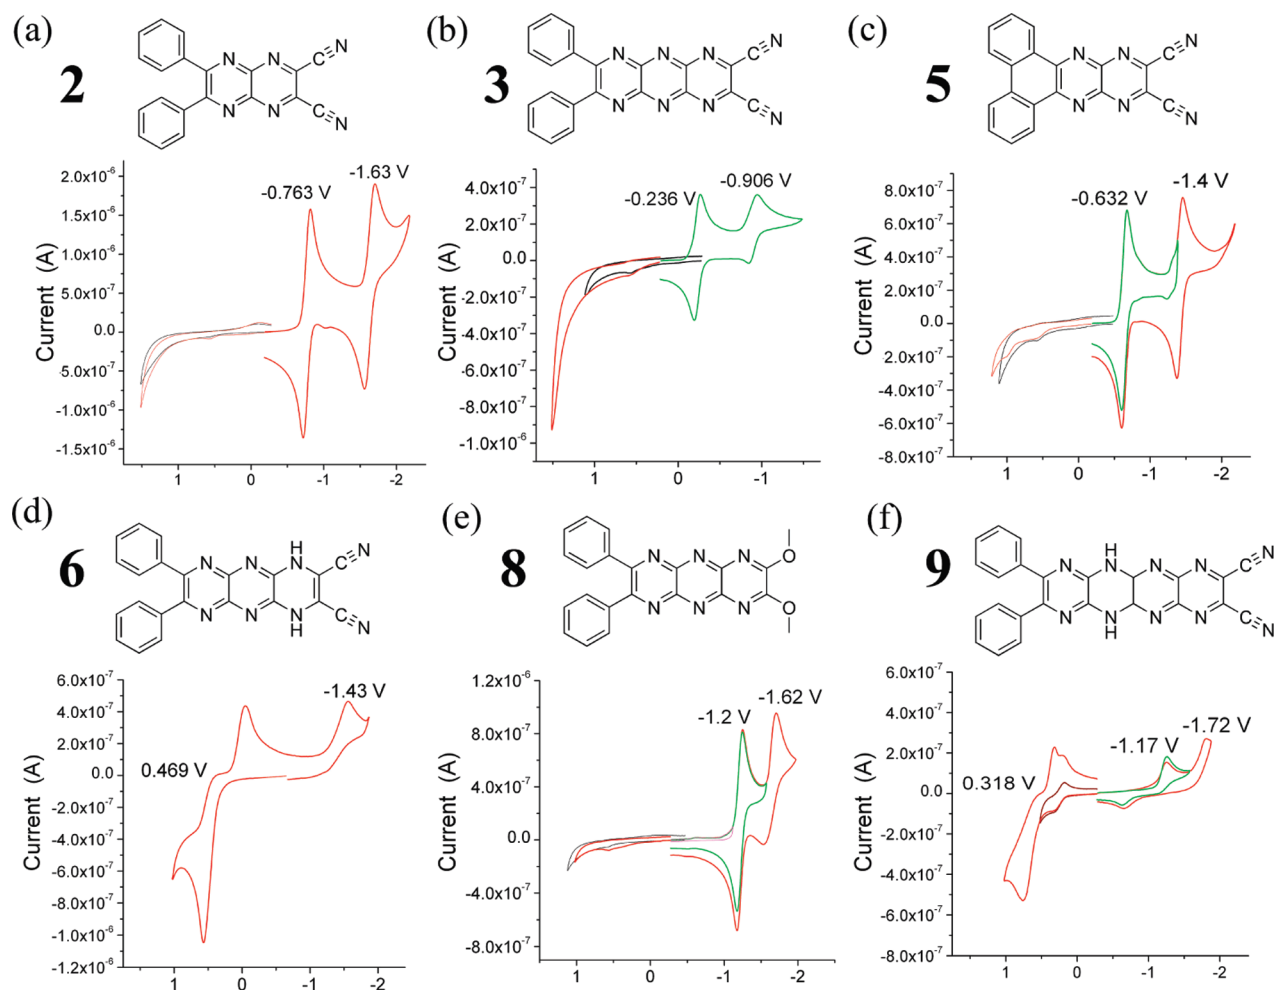 (a)
2
N
N
C
N
N
N
C
N
-0.763 V
-1.63 V
Current (A)
2.0x10⁻⁶
1.5x10⁻⁶
1.0x10⁻⁶
5.0x10⁻⁷
0.0
5.0x10⁻⁷
-1.0x10⁻⁶
-1.5x10⁻⁶
1
0
-1
-2
(b)
3
N
N
N
C
N
N
N
N
C
N
-0.236 V
-0.906 V
Current (A)
4.0x10⁻⁷
2.0x10⁻⁷
0.0
-2.0x10⁻⁷
-4.0x10⁻⁷
-6.0x10⁻⁷
-8.0x10⁻⁷
-1.0x10⁻⁶
1
0
-1
(c)
5
N
N
C
N
N
N
C
N
-0.632 V
-1.4 V
Current (A)
8.0x10⁻⁷
6.0x10⁻⁷
4.0x10⁻⁷
2.0x10⁻⁷
0.0
2.0x10⁻⁷
-4.0x10⁻⁷
-6.0x10⁻⁷
-8.0x10⁻⁷
1
0
-1
-2
(d)
6
H
N
N
N
C
N
N
N
N
H
C
N
0.469 V
-1.43 V
Current (A)
6.0x10⁻⁷
4.0x10⁻⁷
2.0x10⁻⁷
0.0
-2.0x10⁻⁷
-4.0x10⁻⁷
-6.0x10⁻⁷
-8.0x10⁻⁷
-1.0x10⁻⁶
-1.2x10⁻⁶
1
0
-1
-2
(e)
8
N
N
N
O
N
N
N
O
-1.2 V
-1.62 V
Current (A)
1.2x10⁻⁶
8.0x10⁻⁷
4.0x10⁻⁷
0.0
-4.0x10⁻⁷
-8.0x10⁻⁷
1
0
-1
-2
(f)
9
H
N
N
N
N
C
N
N
N
N
N
H
C
N
0.318 V
-1.17 V
-1.72 V
Current (A)
6.0x10⁻⁷
4.0x10⁻⁷
2.0x10⁻⁷
0.0
-2.0x10⁻⁷
-4.0x10⁻⁷
-6.0x10⁻⁷
-8.0x10⁻⁷
1
0
-1
-2